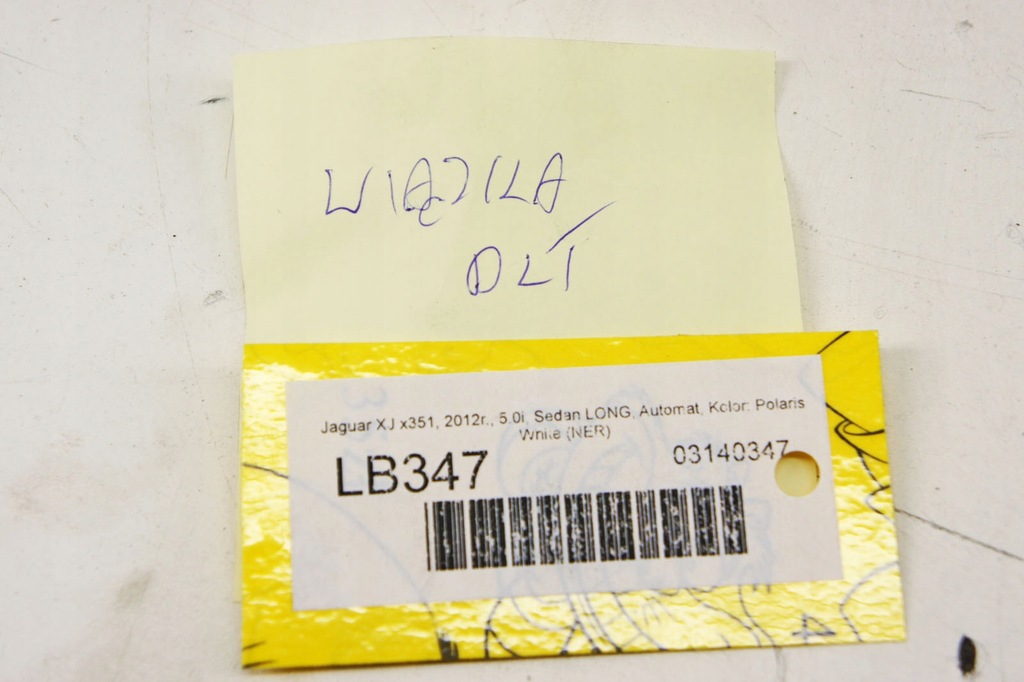 WIĄZKA
DLT
Jaguar XJ x351, 2012r., 5.0i, Sedan LONG, Automat, Kolor: Polaris
White (NER)
LB347
03140347